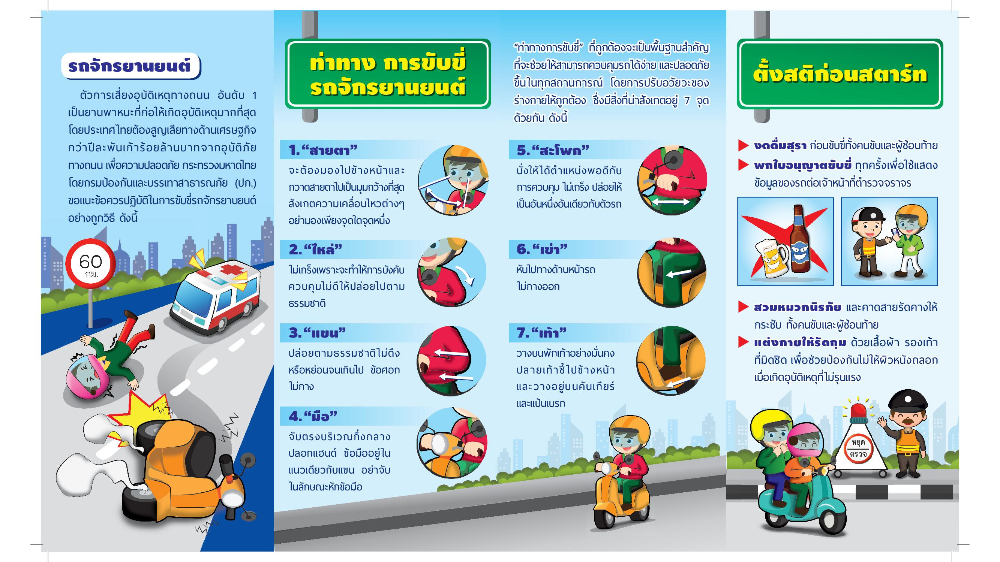 รถจักรยานยนต์
ตัวการเสี่ยงอุบัติเหตุทางถนน อันดับ 1
เป็นยานพาหนะที่ก่อให้เกิดอุบัติเหตุมากที่สุด
โดยประเทศไทยต้องสูญเสียทางด้านเศรษฐกิจ
กว่าปีละพันเก้าร้อยล้านบาทจากอุบัติภัย
ทางถนน เพื่อความปลอดภัย กระทรวงมหาดไทย
โดยกรมป้องกันและบรรเทาสาธารณภัย (ปภ.)
ขอแนะข้อควรปฏิบัติในการขับขี่รถจักรยานยนต์
อย่างถูกวิธี ดังนี้
60
กม.
ท่าทาง การขับขี่
รถจักรยานยนต์
1. “สายตา”
จะต้องมองไปข้างหน้าและ
กวาดสายตาไปเป็นมุมกว้างที่สุด
สังเกตความเคลื่อนไหวต่างๆ
อย่ามองเพียงจุดใดจุดหนึ่ง
2. “ไหล่”
ไม่เกร็งเพราะจะทำให้การบังคับ
ควบคุมไม่ดีให้ปล่อยไปตาม
ธรรมชาติ
3. “แขน”
ปล่อยตามธรรมชาติไม่ตึง
หรือหย่อนจนเกินไป ข้อศอก
ไม่กาง
4. “มือ”
จับตรงบริเวณกึ่งกลาง
ปลอกแฮนด์ ข้อมืออยู่ใน
แนวเดียวกับแขน อย่าจับ
ในลักษณะหักข้อมือ
“ท่าทางการขับขี่” ที่ถูกต้องจะเป็นพื้นฐานสำคัญ
ที่จะช่วยให้สามารถควบคุมรถได้ง่าย และปลอดภัย
ขึ้นในทุกสถานการณ์ โดยการปรับอวัยวะของ
ร่างกายให้ถูกต้อง ซึ่งมีสิ่งที่น่าสังเกตอยู่ 7 จุด
ด้วยกัน ดังนี้
5. “สะโพก”
นั่งให้ได้ตำแหน่งพอดีกับ
การควบคุม ไม่เกร็ง ปล่อยให้
เป็นอันหนึ่งอันเดียวกับตัวรถ
6. “เข่า”
หันไปทางด้านหน้ารถ
ไม่กางออก
7. “เท้า”
วางบนพักเท้าอย่างมั่นคง
ปลายเท้าชี้ไปข้างหน้า
และวางอยู่บนคันเกียร์
และแป้นเบรก
ตั้งสติก่อนสตาร์ท
งดดื่มสุรา ก่อนขับขี่ทั้งคนขับและผู้ซ้อนท้าย
พกใบอนุญาตขับขี่ ทุกครั้งเพื่อใช้แสดง
ข้อมูลของรถต่อเจ้าหน้าที่ตำรวจจราจร
สวมหมวกนิรภัย และคาดสายรัดคางให้
กระชับ ทั้งคนขับและผู้ซ้อนท้าย
แต่งกายให้รัดกุม ด้วยเสื้อผ้า รองเท้า
ที่มิดชิด เพื่อช่วยป้องกันไม่ให้ผิวหนังถลอก
เมื่อเกิดอุบัติเหตุที่ไม่รุนแรง
หยุด
ตรวจ